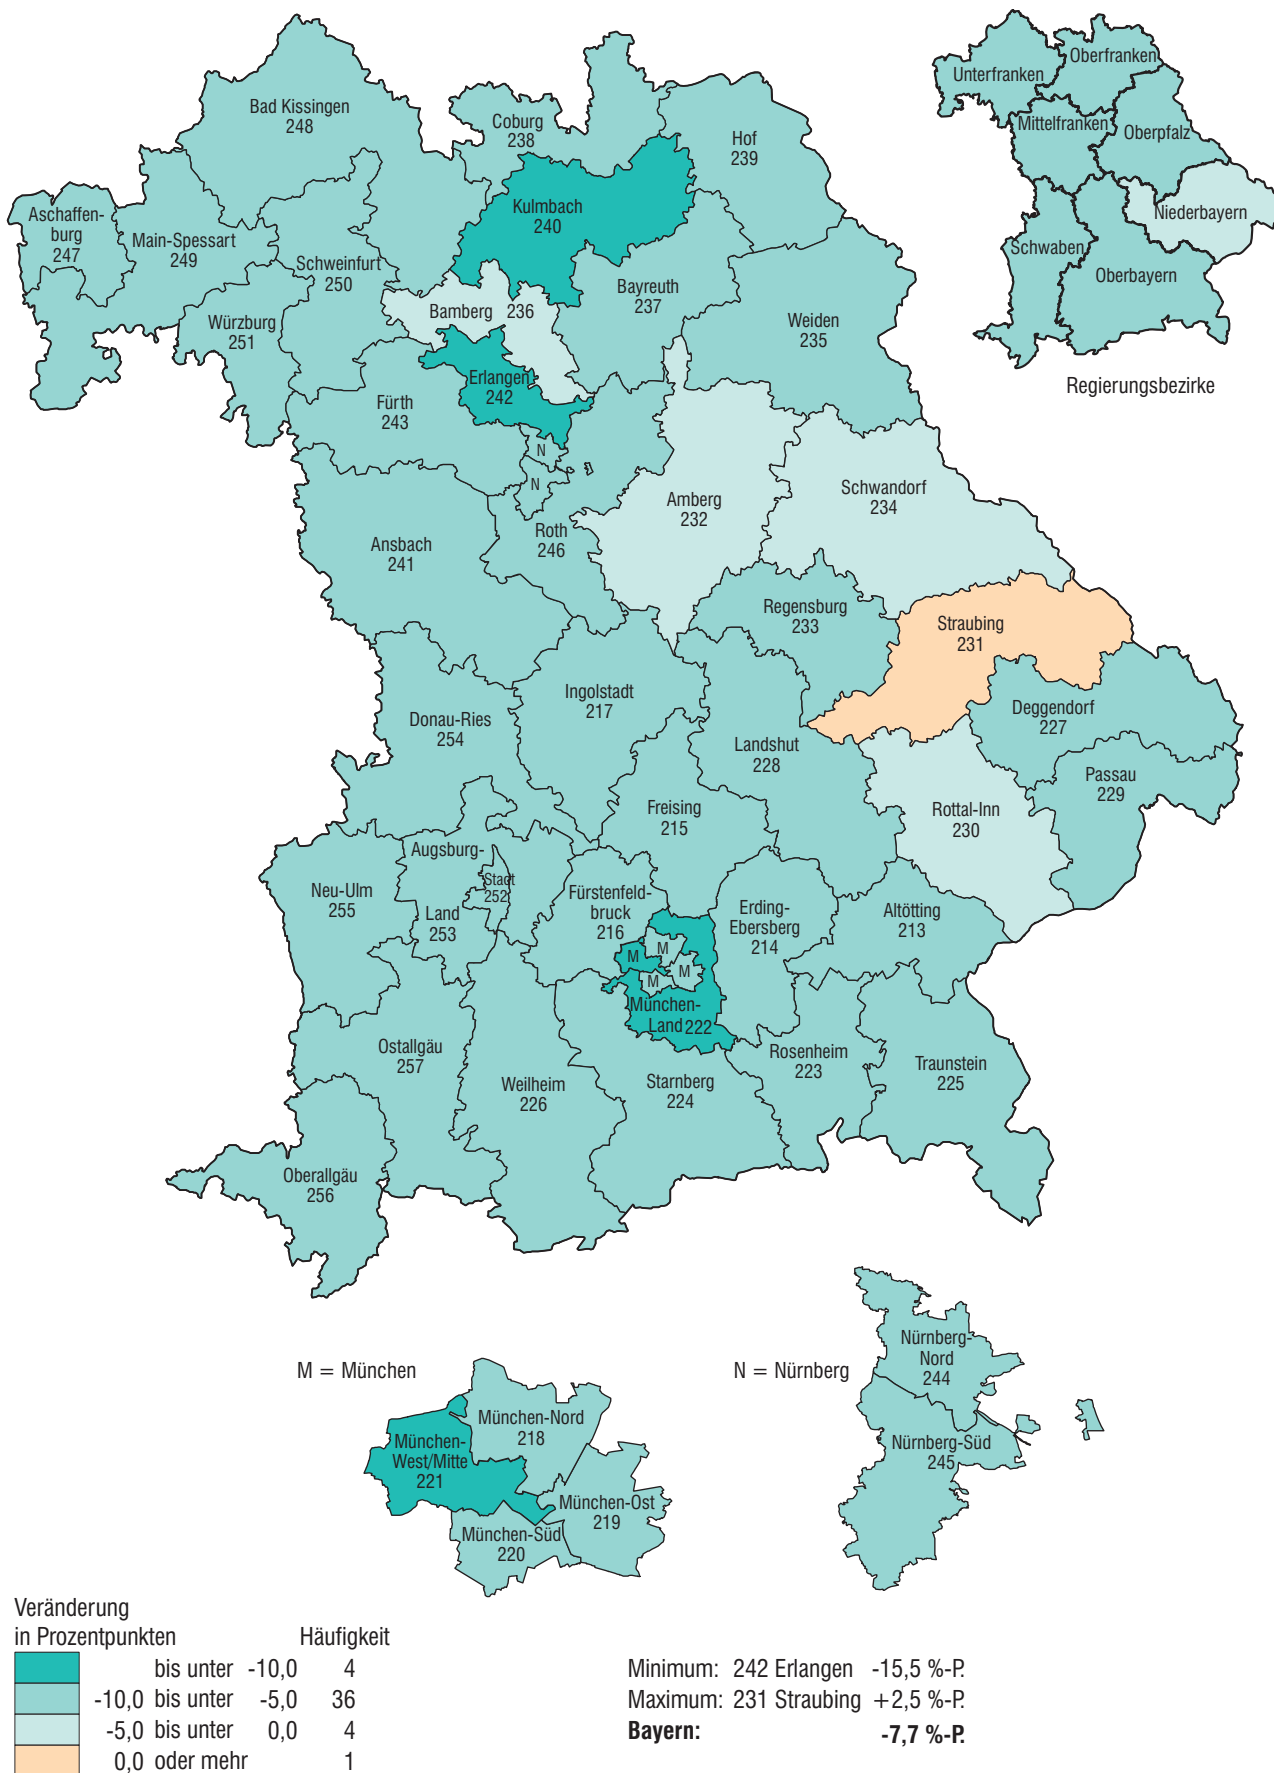 Bad Kissingen
248
Coburg
238
Hof
239
Aschaffen-
burg
247
Main-Spessart
249
Kulmbach
240
Schweinfurt
250
Bamberg 236
Bayreuth
237
Würzburg
251
Weiden
235
Erlangen
242
Fürth
243
N
N
Amberg
232
Schwandorf
234
Roth
246
Ansbach
241
Regensburg
233
Straubing
231
Ingolstadt
217
Donau-Ries
254
Deggendorf
227
Landshut
228
Passau
229
Freising
215
Rottal-Inn
230
Augsburg-
Stadt
252
Neu-Ulm
255
Land
253
Fürstenfeld-
bruck
216
Erding-
Ebersberg
214
Altötting
213
M
M
M
M
München-
Land 222
Ostallgäu
257
Weilheim
226
Starnberg
224
Rosenheim
223
Traunstein
225
Oberallgäu
256
Unterfranken
Oberfranken
Mittelfranken
Oberpfalz
Niederbayern
Schwaben
Oberbayern
Regierungsbezirke
M = München
München-Nord
218
München-
West/Mitte
221
München-Ost
219
München-Süd
220
N = Nürnberg
Nürnberg-
Nord
244
Nürnberg-Süd
245
Veränderung
in Prozentpunkten Häufigkeit
bis unter -10,0 4
-10,0 bis unter -5,0 36
-5,0 bis unter 0,0 4
0,0 oder mehr 1
Minimum: 242 Erlangen -15,5 %-P.
Maximum: 231 Straubing +2,5 %-P.
Bayern: -7,7 %-P.